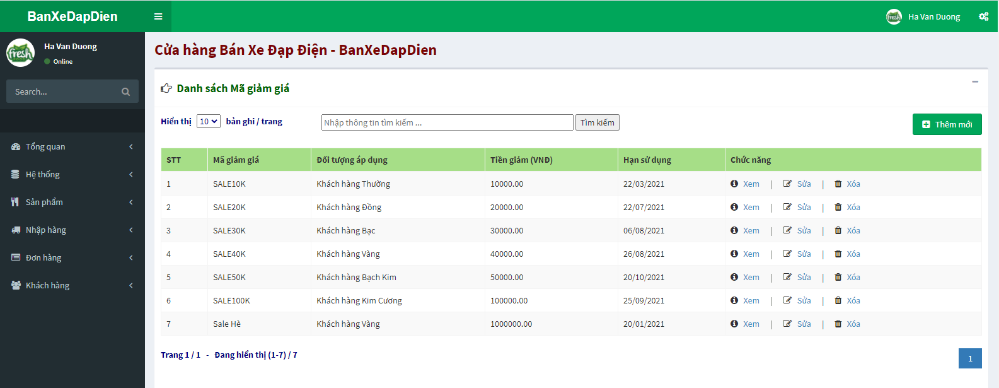 BanXeDapDien
Ha Van Duong
Ha Van Duong
Online
Search...
Tổng quan
Hệ thống
Sản phẩm
Nhập hàng
Đơn hàng
Khách hàng
Cửa hàng Bán Xe Đạp Điện - BanXeDapDien
Danh sách Mã giảm giá
Hiển thị 10 bản ghi / trang Nhập thông tin tìm kiếm ... Tìm kiếm Thêm mới
STT Mã giảm giá Đối tượng áp dụng Tiền giảm (VNĐ) Hạn sử dụng Chức năng
1 SALE10K Khách hàng Thường 10000.00 22/03/2021 Xem | Sửa | Xóa
2 SALE20K Khách hàng Đồng 20000.00 22/07/2021 Xem | Sửa | Xóa
3 SALE30K Khách hàng Bạc 30000.00 06/08/2021 Xem | Sửa | Xóa
4 SALE40K Khách hàng Vàng 40000.00 26/08/2021 Xem | Sửa | Xóa
5 SALE50K Khách hàng Bạch Kim 50000.00 20/10/2021 Xem | Sửa | Xóa
6 SALE100K Khách hàng Kim Cương 100000.00 25/09/2021 Xem | Sửa | Xóa
7 Sale Hè Khách hàng Vàng 1000000.00 20/01/2021 Xem | Sửa | Xóa
Trang 1 / 1 - Đang hiển thị (1-7) / 7
1